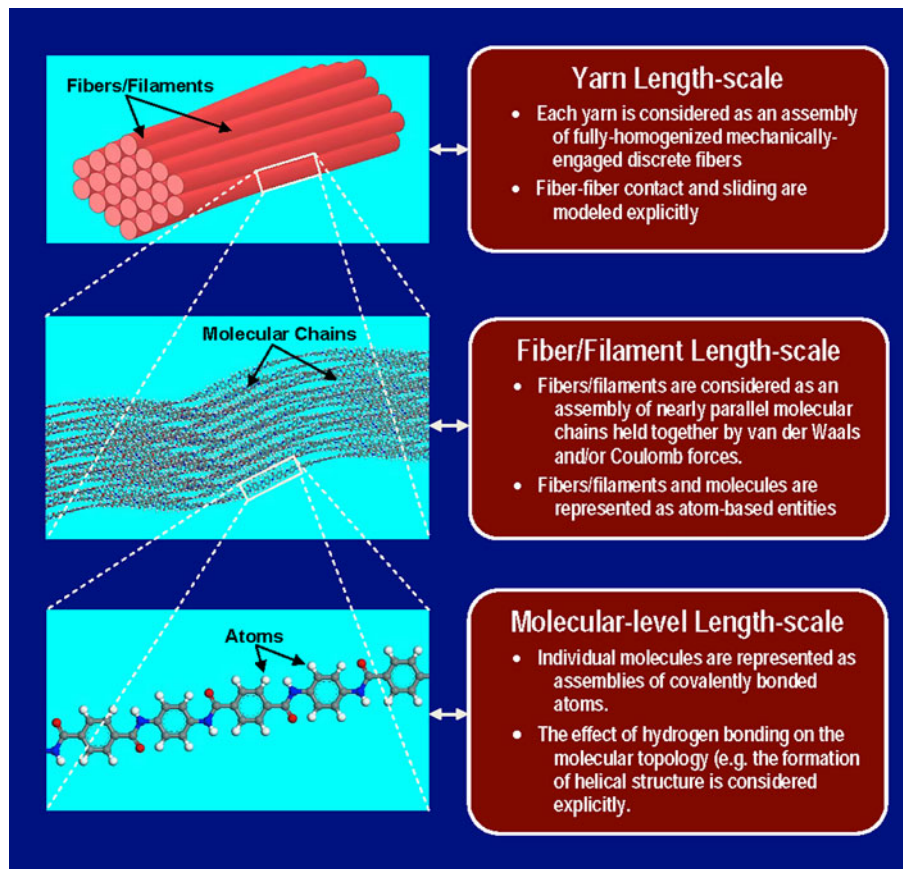 Fibers/Filaments
Yarn Length-scale
• Each yarn is considered as an assembly
of fully-homogenized mechanically-
engaged discrete fibers
• Fiber-fiber contact and sliding are
modeled explicitly
Molecular Chains
Fiber/Filament Length-scale
• Fibers/filaments are considered as an
assembly of nearly parallel molecular
chains held together by van der Waals
and/or Coulomb forces.
• Fibers/filaments and molecules are
represented as atom-based entities
Atoms
Molecular-level Length-scale
• Individual molecules are represented as
assemblies of covalently bonded
atoms.
• The effect of hydrogen bonding on the
molecular topology (e.g. the formation
of helical structure is considered
explicitly.